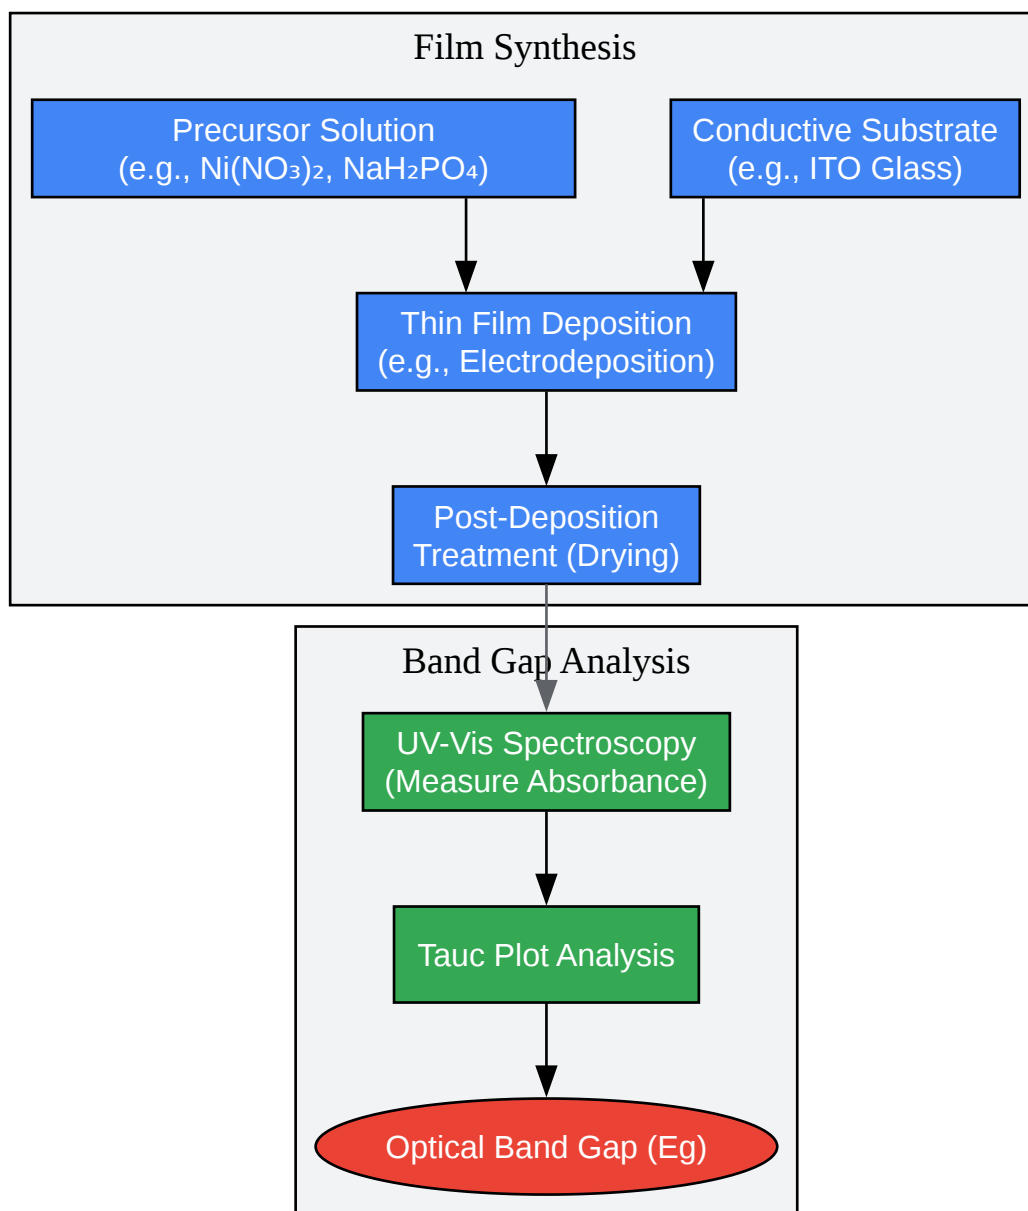 Film Synthesis
Precursor Solution
(e.g., Ni(NO₃)₂, NaH₂PO₄)
Conductive Substrate
(e.g., ITO Glass)
Thin Film Deposition
(e.g., Electrodeposition)
Post-Deposition
Treatment (Drying)
Band Gap Analysis
UV-Vis Spectroscopy
(Measure Absorbance)
Tauc Plot Analysis
Optical Band Gap (Eg)